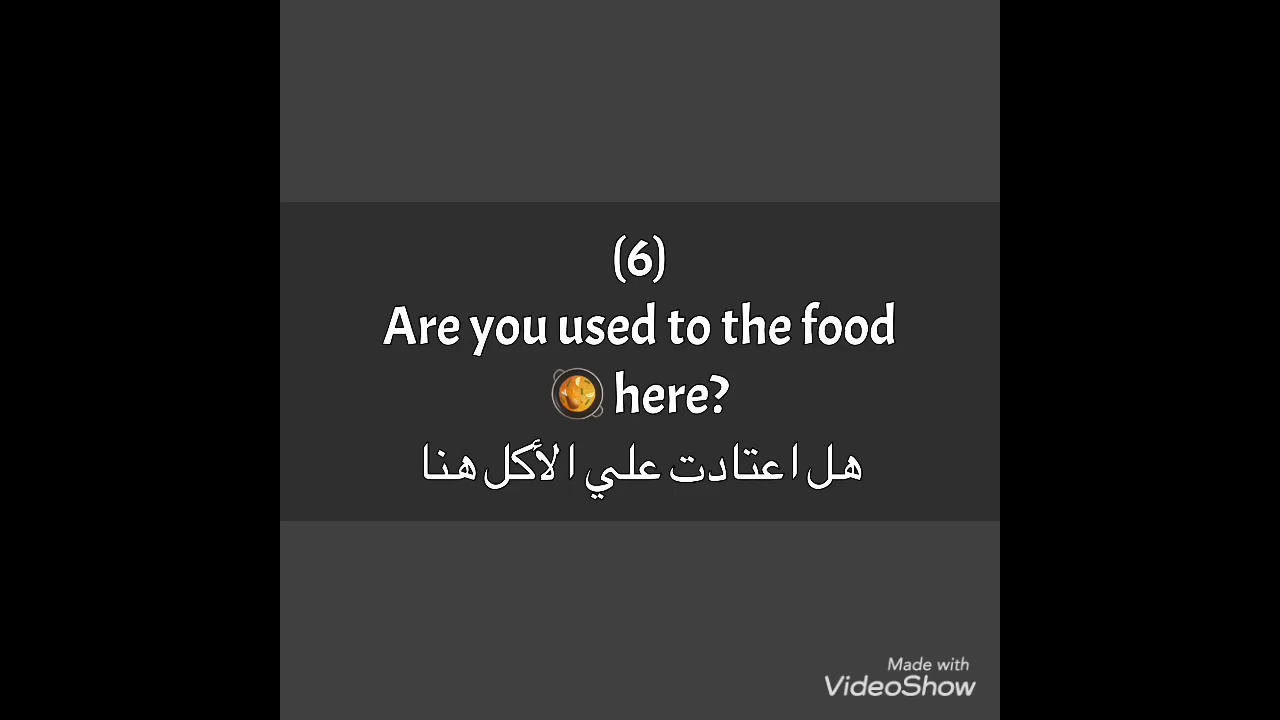 (6)
Are you used to the food
🥘 here?
هل اعتادت علي الأكل هنا
Made with
VideoShow